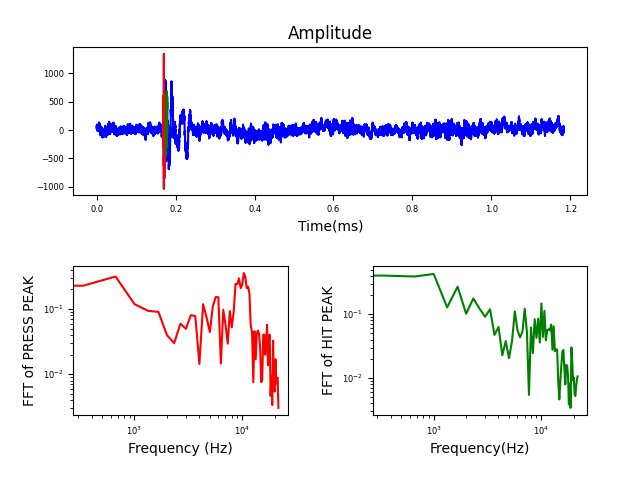 Amplitude
1000
500
0
−500
−1000
0.0 0.2 0.4 0.6 0.8 1.0 1.2
Time(ms)
FFT of PRESS PEAK
10⁻¹
10⁻²
10³ 10⁴
Frequency (Hz)
FFT of HIT PEAK
10⁻¹
10⁻²
10³ 10⁴
Frequency(Hz)